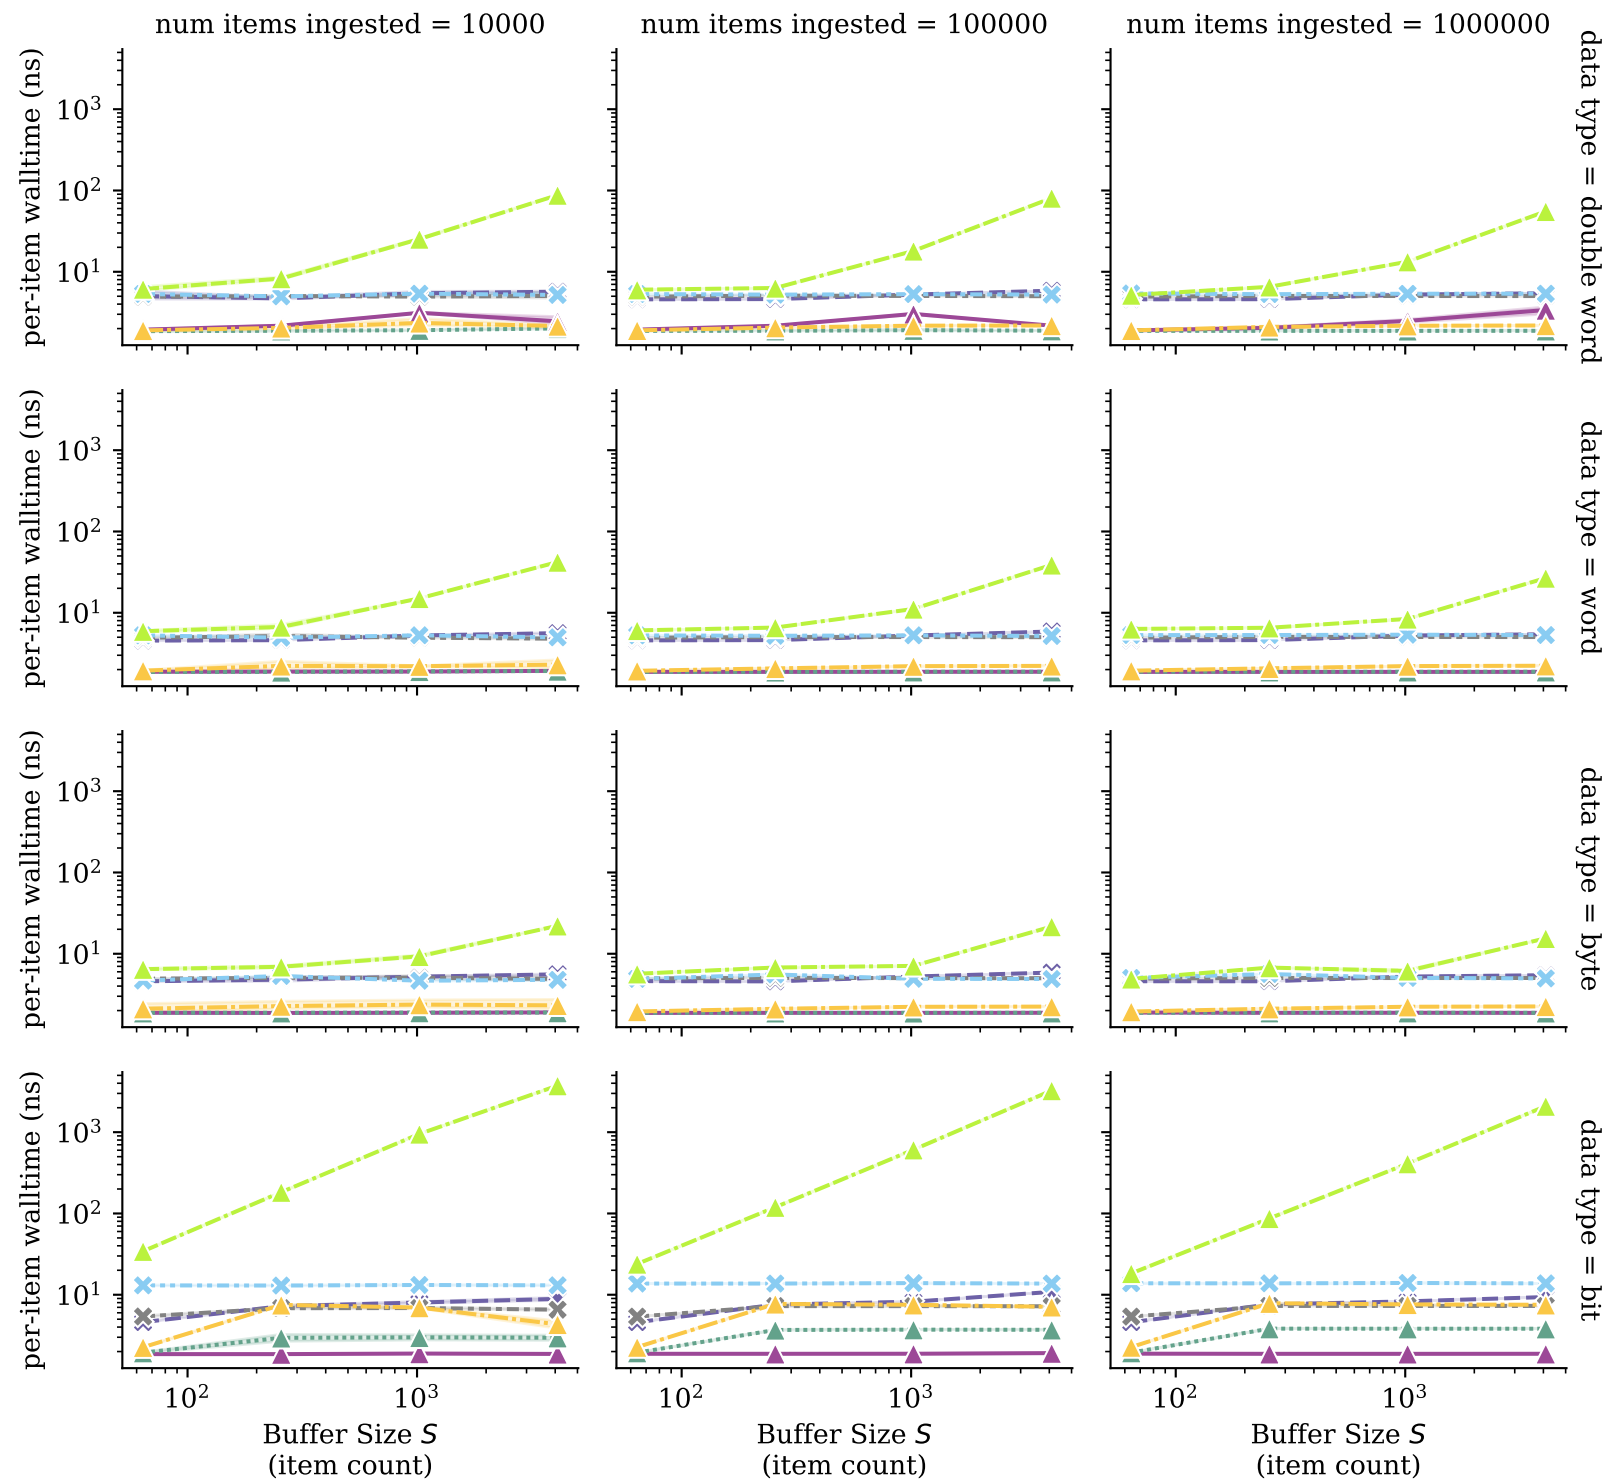 num items ingested = 10000
num items ingested = 100000
num items ingested = 1000000
per-item walltime (ns)
10³
10²
10¹
data type = double word
per-item walltime (ns)
10³
10²
10¹
data type = word
per-item walltime (ns)
10³
10²
10¹
data type = byte
per-item walltime (ns)
10³
10²
10¹
data type = bit
10² 10³
10² 10³
10² 10³
Buffer Size S
(item count)
Buffer Size S
(item count)
Buffer Size S
(item count)